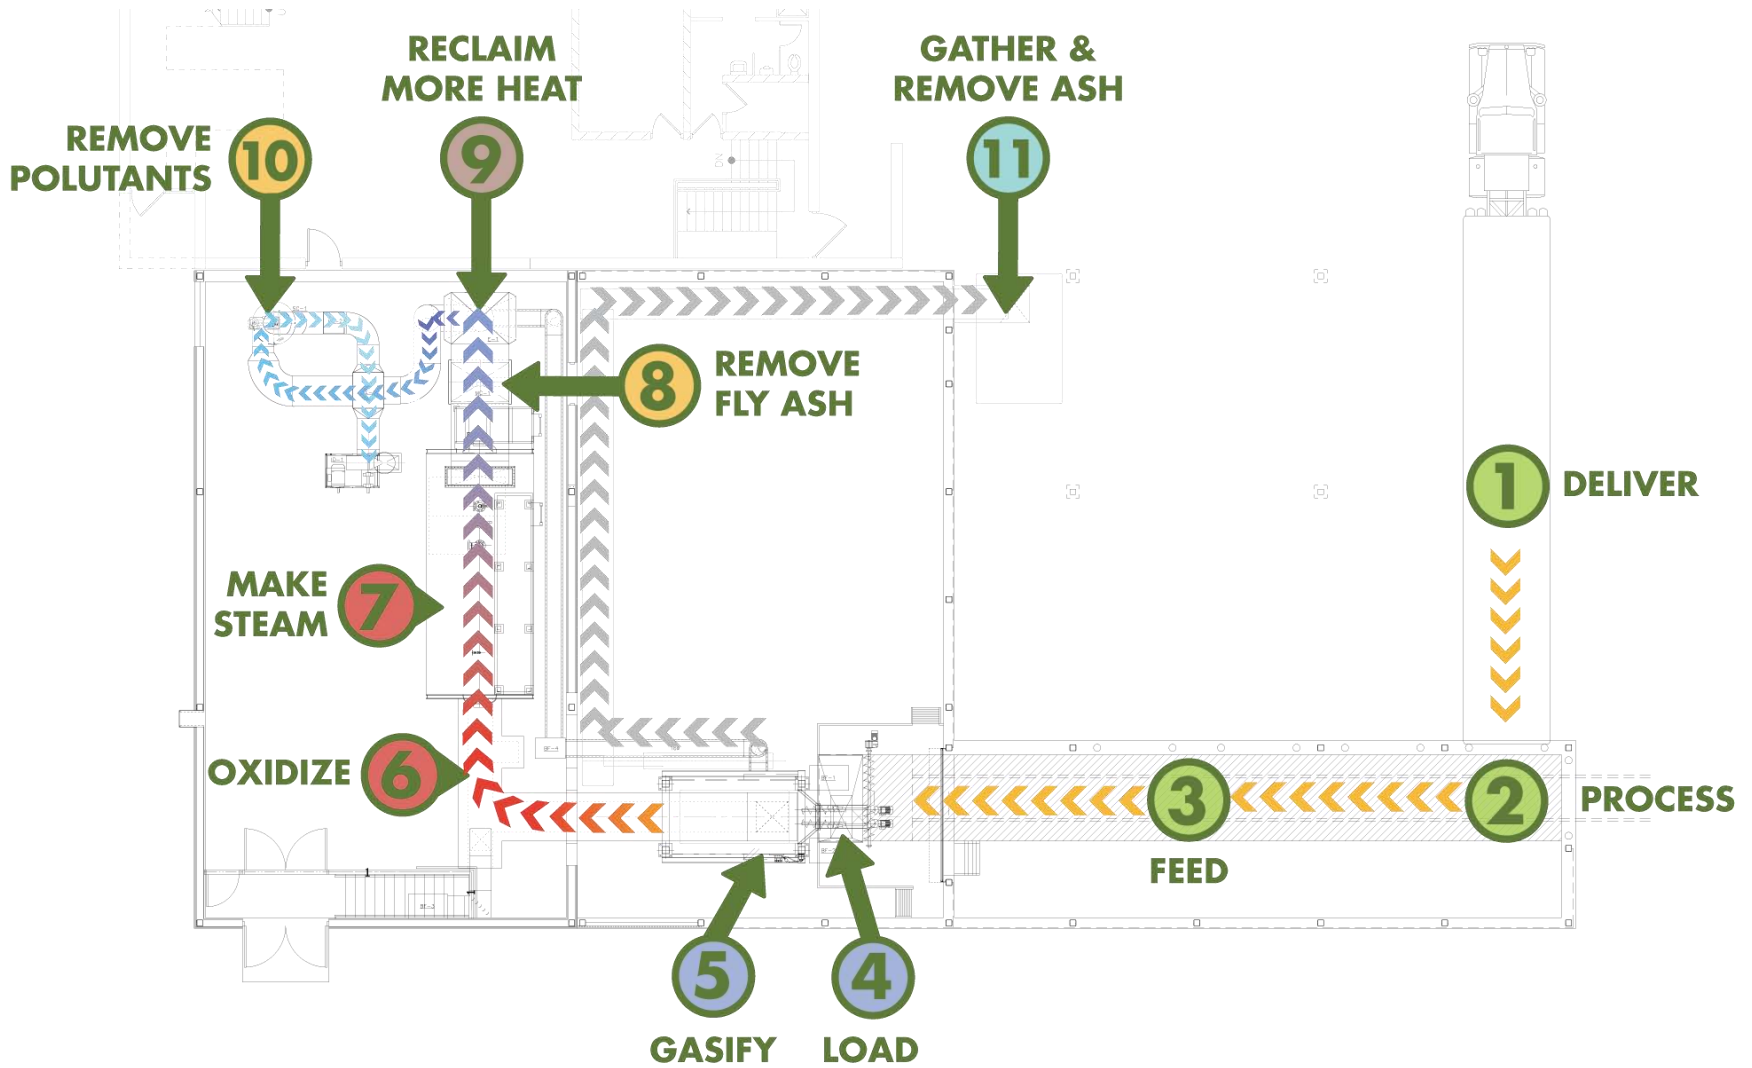 RECLAIM
MORE HEAT
9
GATHER &
REMOVE ASH
11
REMOVE
POLUTANTS
10
DN
8
REMOVE
FLY ASH
1
DELIVER
MAKE
STEAM
7
OXIDIZE
6
3
FEED
2
PROCESS
5
GASIFY
4
LOAD